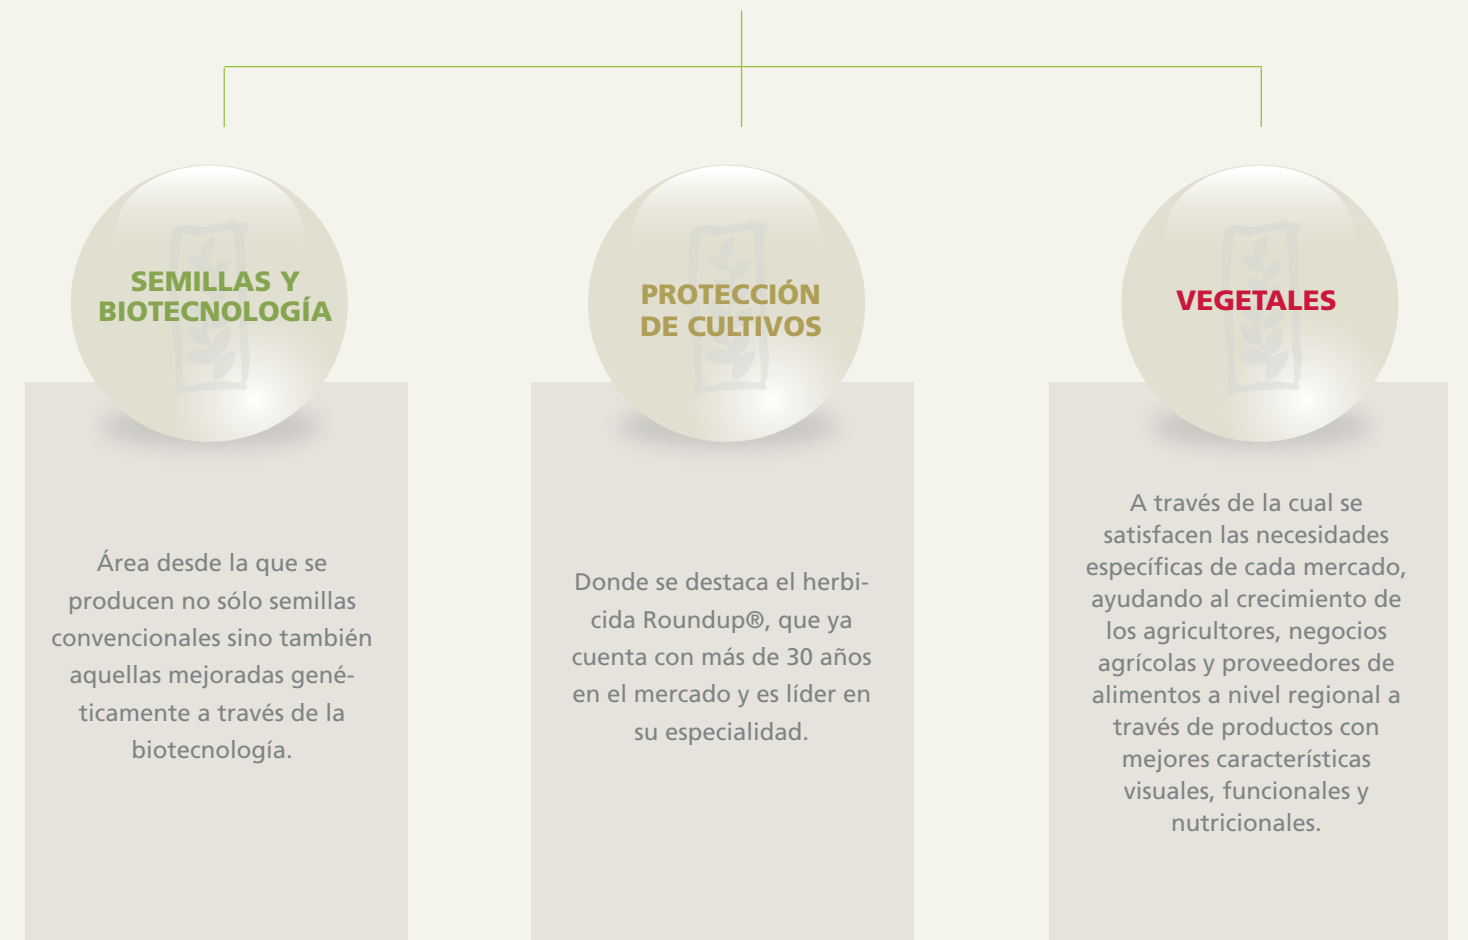 SEMILLAS Y
BIOTECNOLOGÍA
Área desde la que se
producen no sólo semillas
convencionales sino también
aquellas mejoradas gené-
ticamente a través de la
biotecnología.
PROTECCIÓN
DE CULTIVOS
Donde se destaca el herbi-
cida Roundup®, que ya
cuenta con más de 30 años
en el mercado y es líder en
su especialidad.
VEGETALES
A través de la cual se
satisfacen las necesidades
específicas de cada mercado,
ayudando al crecimiento de
los agricultores, negocios
agrícolas y proveedores de
alimentos a nivel regional a
través de productos con
mejores características
visuales, funcionales y
nutricionales.